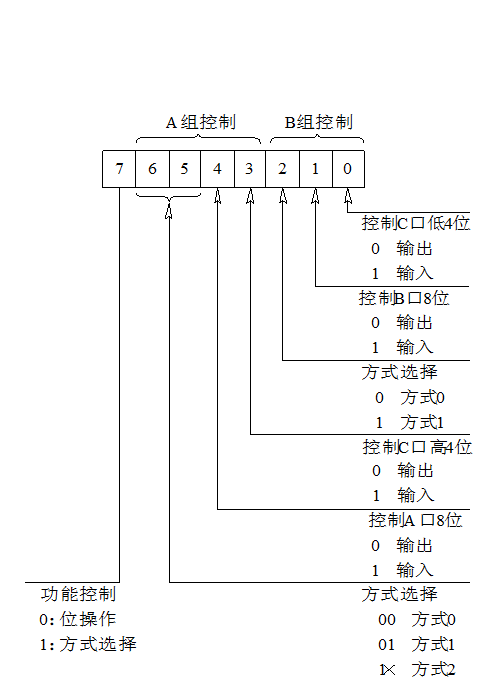 A 组控制 B组控制
7 6 5 4 3 2 1 0
控制C口低4位
0 输出
1 输入
控制B口8位
0 输出
1 输入
方式选择
0 方式0
1 方式1
控制C口高4位
0 输出
1 输入
控制A口8位
0 输出
1 输入
方式选择
00 方式0
01 方式1
1× 方式2
功能控制
0:位操作
1:方式选择